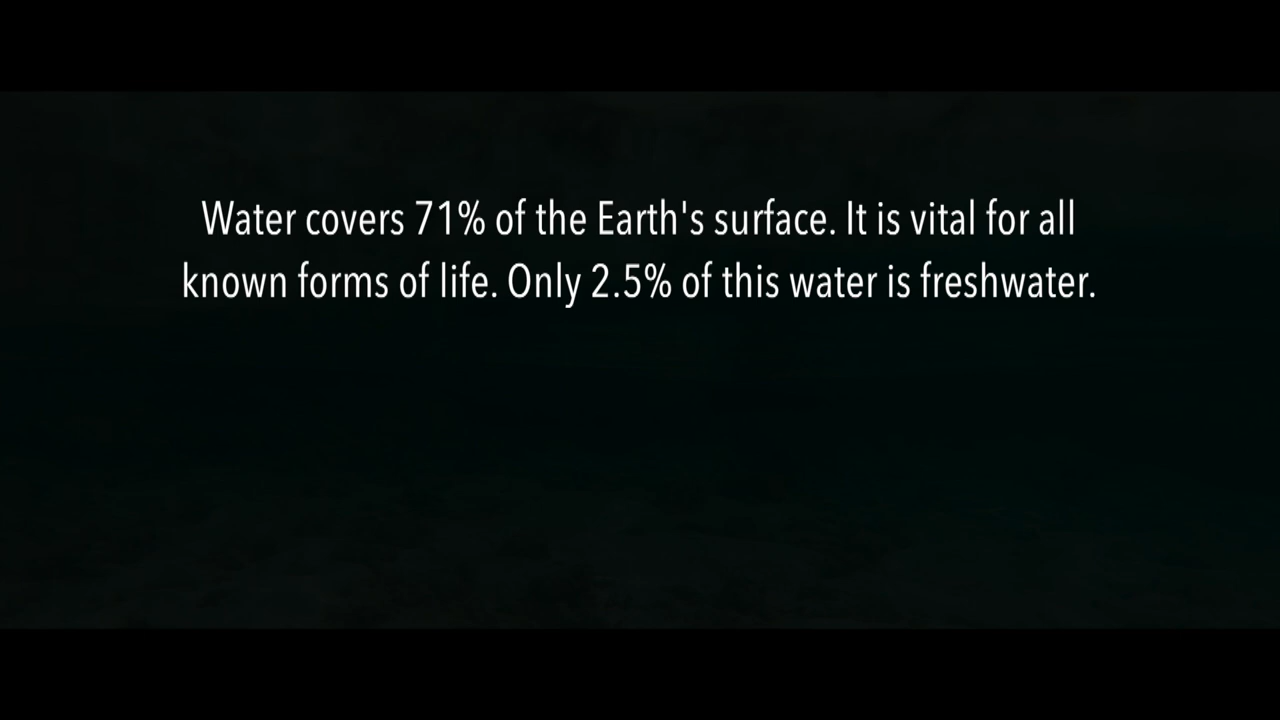 Water covers 71% of the Earth's surface. It is vital for all
known forms of life. Only 2.5% of this water is freshwater.